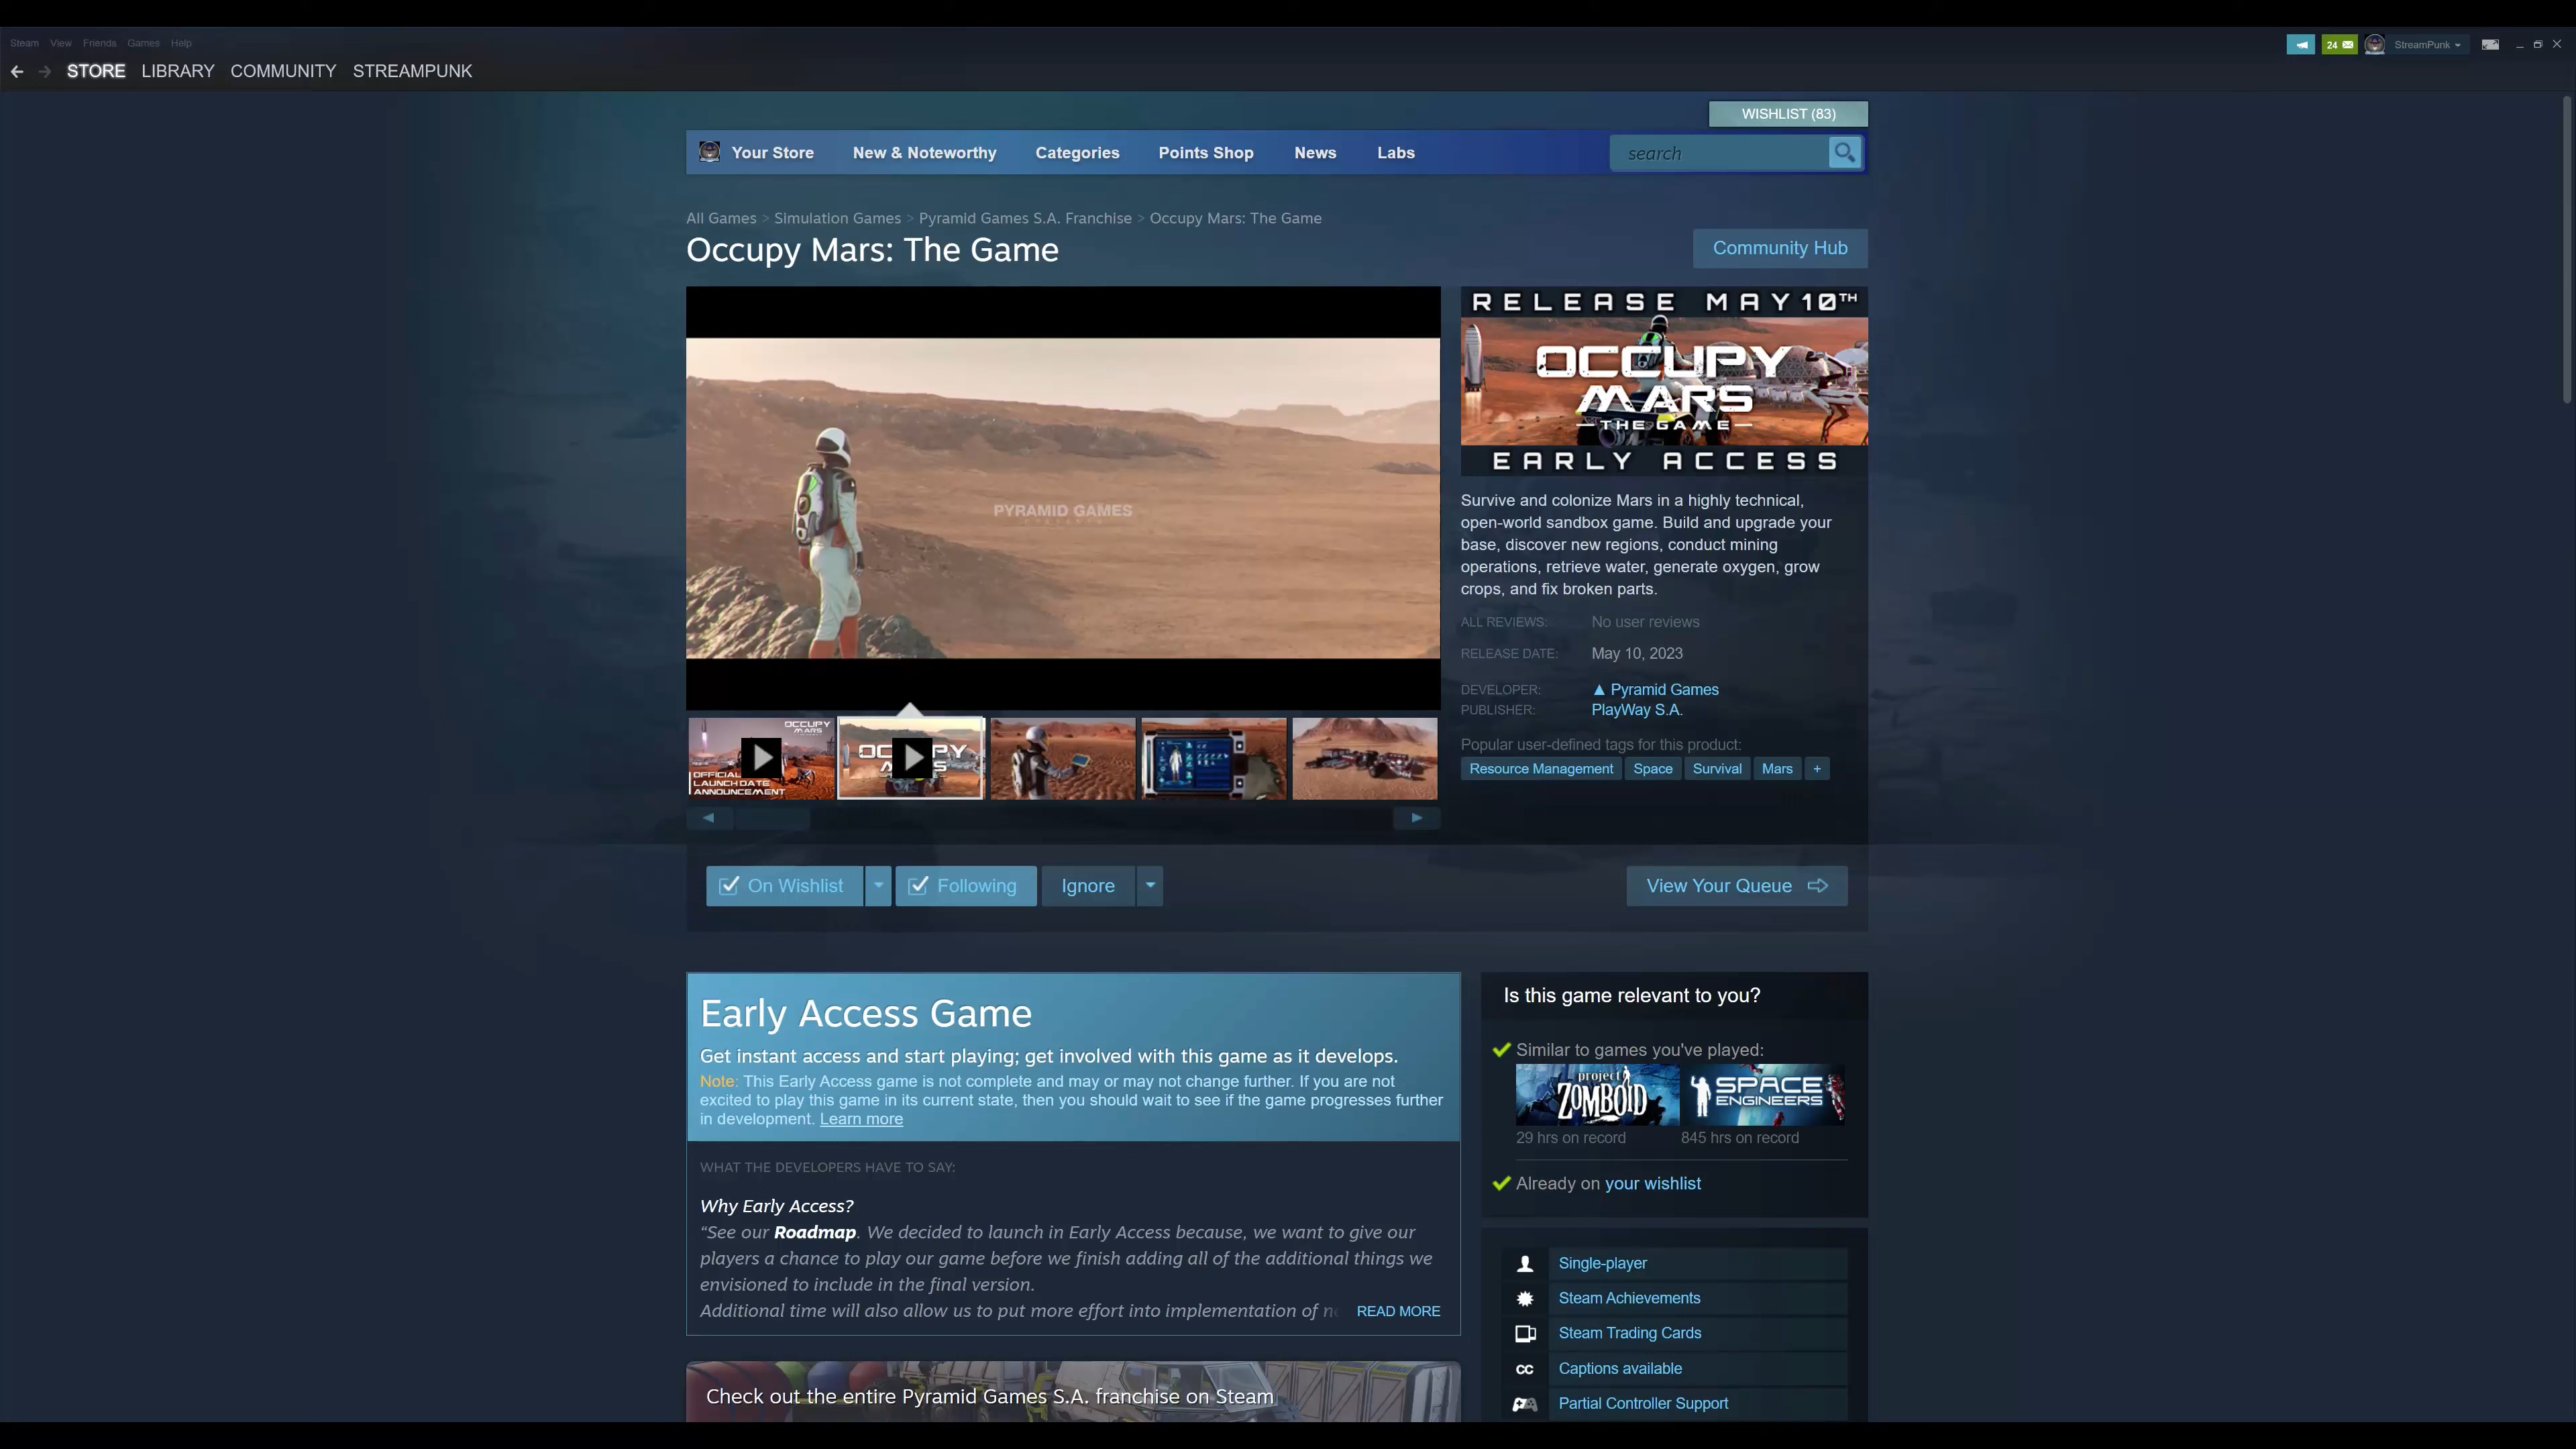 Steam View Friends Games Help
24
StreamPunk
STORE LIBRARY COMMUNITY STREAMPUNK
WISHLIST (83)
Your Store New & Noteworthy Categories Points Shop News Labs
search
All Games > Simulation Games > Pyramid Games S.A. Franchise > Occupy Mars: The Game
Occupy Mars: The Game
Community Hub
PYRAMID GAMES
OCCUPY
MARS
OFFICIAL
LAUNCH DATE
ANNOUNCEMENT
OCCUPY
MARS
RELEASE MAY 10TH
OCCUPY
MARS
THE GAME
EARLY ACCESS
Survive and colonize Mars in a highly technical,
open-world sandbox game. Build and upgrade your
base, discover new regions, conduct mining
operations, retrieve water, generate oxygen, grow
crops, and fix broken parts.
ALL REVIEWS: No user reviews
RELEASE DATE: May 10, 2023
DEVELOPER: Pyramid Games
PUBLISHER: PlayWay S.A.
Popular user-defined tags for this product:
Resource Management Space Survival Mars +
On Wishlist Following Ignore
View Your Queue
Early Access Game
Get instant access and start playing; get involved with this game as it develops.
Note: This Early Access game is not complete and may or may not change further. If you are not
excited to play this game in its current state, then you should wait to see if the game progresses further
in development. Learn more
WHAT THE DEVELOPERS HAVE TO SAY:
Why Early Access?
“See our Roadmap. We decided to launch in Early Access because, we want to give our
players a chance to play our game before we finish adding all of the additional things we
envisioned to include in the final version.
Additional time will also allow us to put more effort into implementation of
READ MORE
Check out the entire Pyramid Games S.A. franchise on Steam
Is this game relevant to you?
Similar to games you've played:
project
ZOMBOID
SPACE
ENGINEERS
29 hrs on record
845 hrs on record
Already on your wishlist
Single-player
Steam Achievements
Steam Trading Cards
CC Captions available
Partial Controller Support